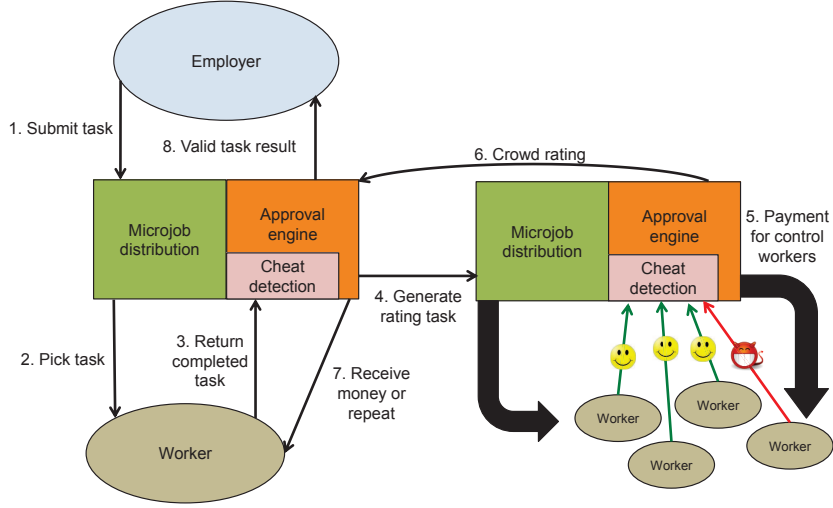 Employer
1. Submit task
8. Valid task result
6. Crowd rating
Microjob
distribution
Approval
engine
Cheat
detection
Microjob
distribution
Approval
engine
Cheat
detection
5. Payment
for control
workers
4. Generate
rating task
2. Pick task
3. Return
completed
task
7. Receive
money or
repeat
Worker
Worker
Worker
Worker
Worker